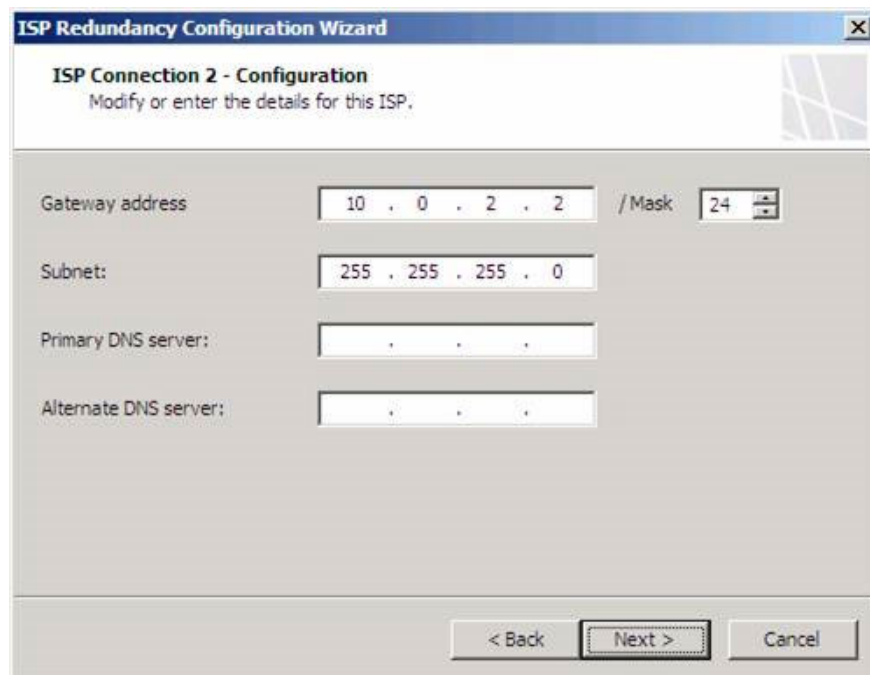 ISP Redundancy Configuration Wizard
ISP Connection 2 - Configuration
Modify or enter the details for this ISP.
Gateway address 10 . 0 . 2 . 2 / Mask 24
Subnet: 255 . 255 . 255 . 0
Primary DNS server: . . .
Alternate DNS server: . . .
< Back Next > Cancel